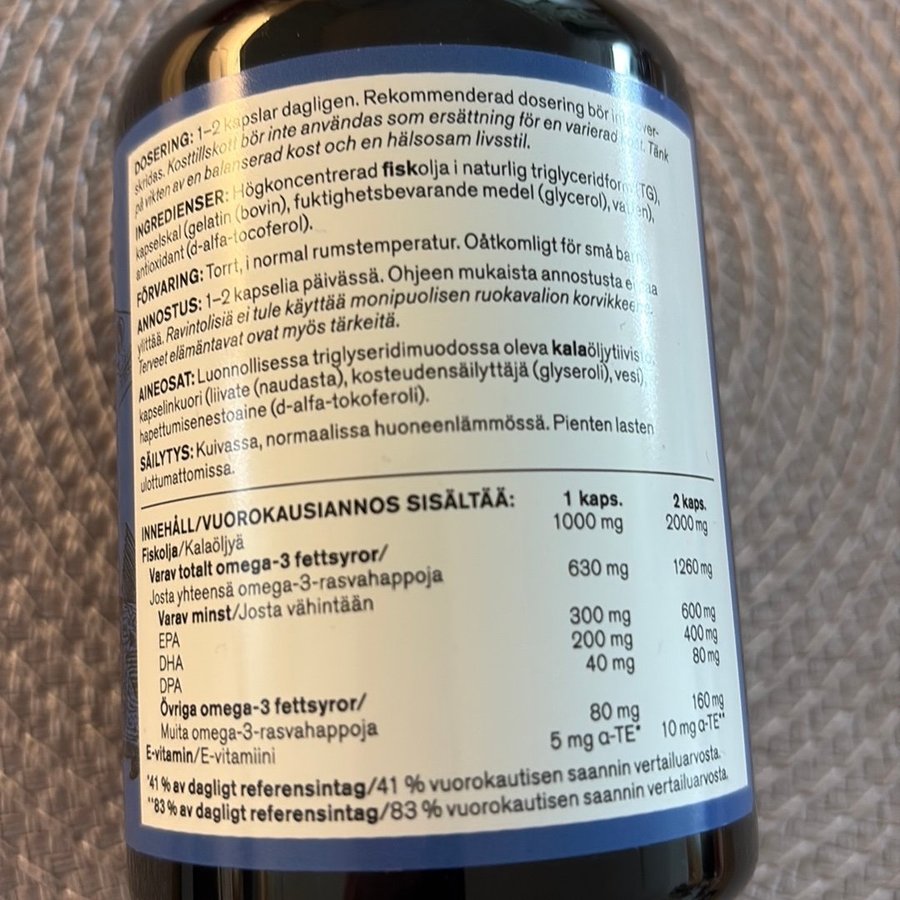 DOSERING: 1–2 kapslar dagligen. Rekommenderad dosering bör över-
skridas. Kosttillskott bör inte användas som ersättning för en varierad kost. Tänk
på vikten av en balanserad kost och en hälsosam livsstil.
INGREDIENSER: Högkoncentrerad fiskolja i naturlig triglyceridform (TG),
kapselskal (gelatin (bovin), fuktighetsbevarande medel (glycerol), vatten),
antioxidant (d-alfa-tocoferol).
FÖRVARING: Torrt, i normal rumstemperatur. Oåtkomligt för små barn
ANNOSTUS: 1–2 kapselia päivässä. Ohjeen mukaista annostusta ei saa
ylittää. Ravintolisiä ei tule käyttää monipuolisen ruokavalion korvikkeena.
Terveet elämäntavat ovat myös tärkeitä.
AINEOSAT: Luonnollisessa triglyseridimuodossa oleva kalaöljytiiviste,
kapselinkuori (liivate (naudasta), kosteudensäilyttäjä (glyseroli), vesi),
hapettumisenestoaine (d-alfa-tokoferoli).
SÄILYTYS: Kuivassa, normaalissa huoneenlämmössä. Pienten lasten
ulottumattomissa.
INNEHÅLL/VUOROKAUSIANNOS SISÄLTÄÄ: 1 kaps. 2 kaps.
Fiskolja/Kalaöljyä 1000 mg 2000 mg
Varav totalt omega-3 fettsyror/
Josta yhteensä omega-3-rasvahappoja 630 mg 1260 mg
Varav minst/Josta vähintään
EPA 300 mg 600 mg
DHA 200 mg 400 mg
DPA 40 mg 80 mg
Övriga omega-3 fettsyror/
Muita omega-3-rasvahappoja 80 mg 160 mg
E-vitamin/E-vitamiini 5 mg α-TE* 10 mg α-TE**
*41 % av dagligt referensintag/41 % vuorokautisen saannin vertailuarvosta.
**83 % av dagligt referensintag/83 % vuorokautisen saannin vertailuarvosta.